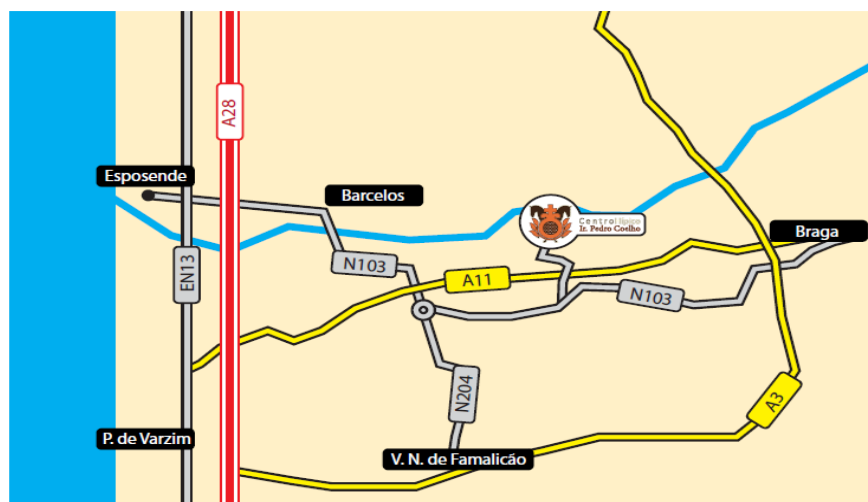 A28
Esposende
Barcelos
Centro Hípico
Ir. Pedro Coelho
Braga
N103
EN13
A11
N103
N204
A3
P. de Varzim
V. N. de Famalicão